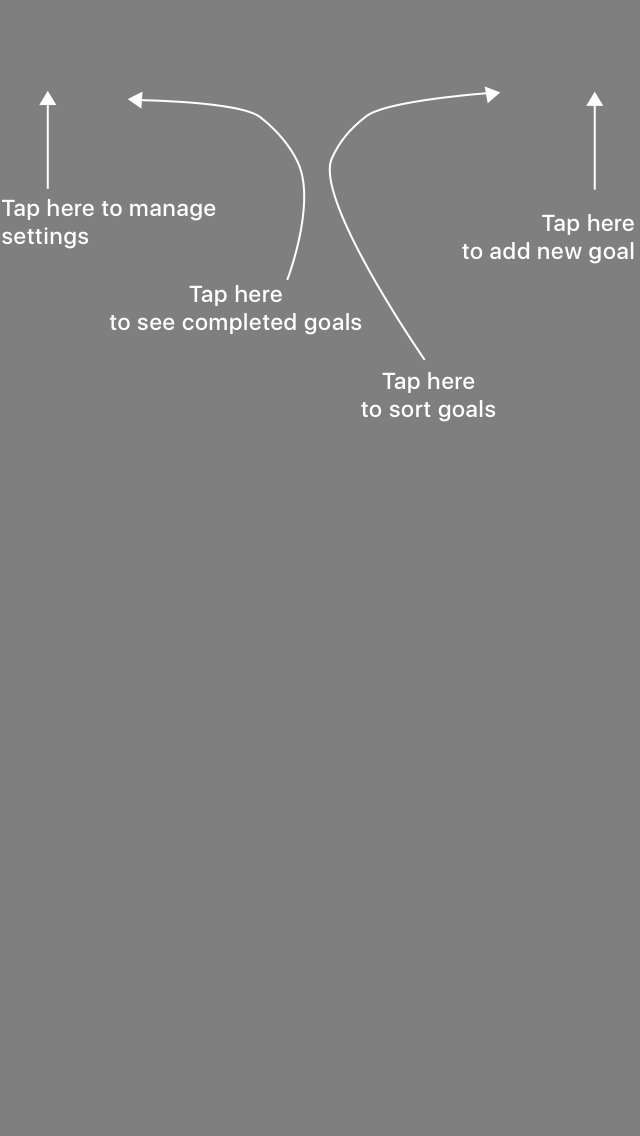 Tap here to manage
settings
Tap here
to add new goal
Tap here
to see completed goals
Tap here
to sort goals